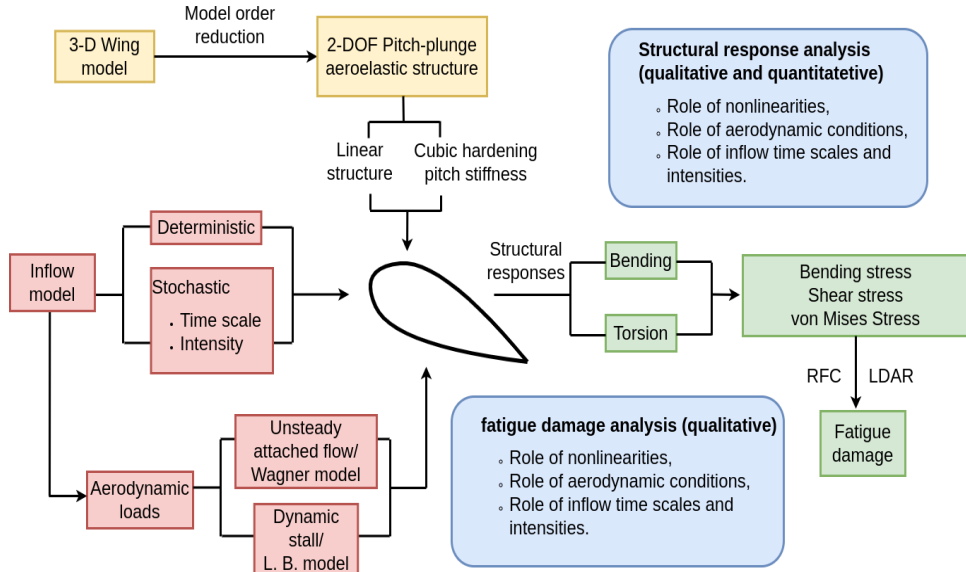 Model order
reduction
3-D Wing
model
2-DOF Pitch-plunge
aeroelastic structure
Structural response analysis
(qualitative and quantitatetive)
Role of nonlinearities,
Role of aerodynamic conditions,
Role of inflow time scales and
intensities.
Linear
structure
Cubic hardening
pitch stiffness
Inflow
model
Deterministic
Stochastic
• Time scale
• Intensity
Structural
responses
Bending
Torsion
Bending stress
Shear stress
von Mises Stress
RFC
LDAR
Fatigue
damage
Aerodynamic
loads
Unsteady
attached flow/
Wagner model
Dynamic
stall/
L. B. model
fatigue damage analysis (qualitative)
Role of nonlinearities,
Role of aerodynamic conditions,
Role of inflow time scales and
intensities.